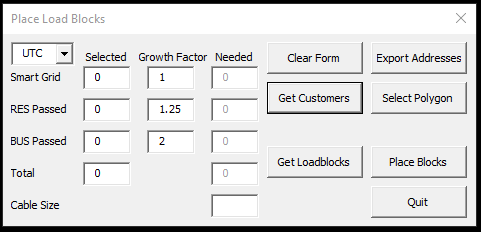 Place Load Blocks
UTC Selected Growth Factor Needed Clear Form Export Addresses
Smart Grid 0 1 0
RES Passed 0 1.25 0 Get Customers Select Polygon
BUS Passed 0 2 0
Total 0 0 Get Loadblocks Place Blocks
Cable Size Quit